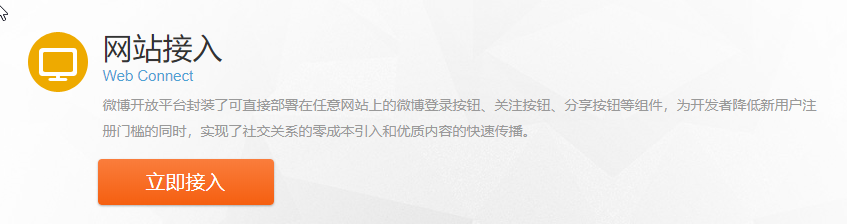 网站接入
Web Connect
微博开放平台封装了可直接部署在任意网站上的微博登录按钮、关注按钮、分享按钮等组件，为开发者降低新用户注
册门槛的同时，实现了社交关系的零成本引入和优质内容的快速传播。
立即接入